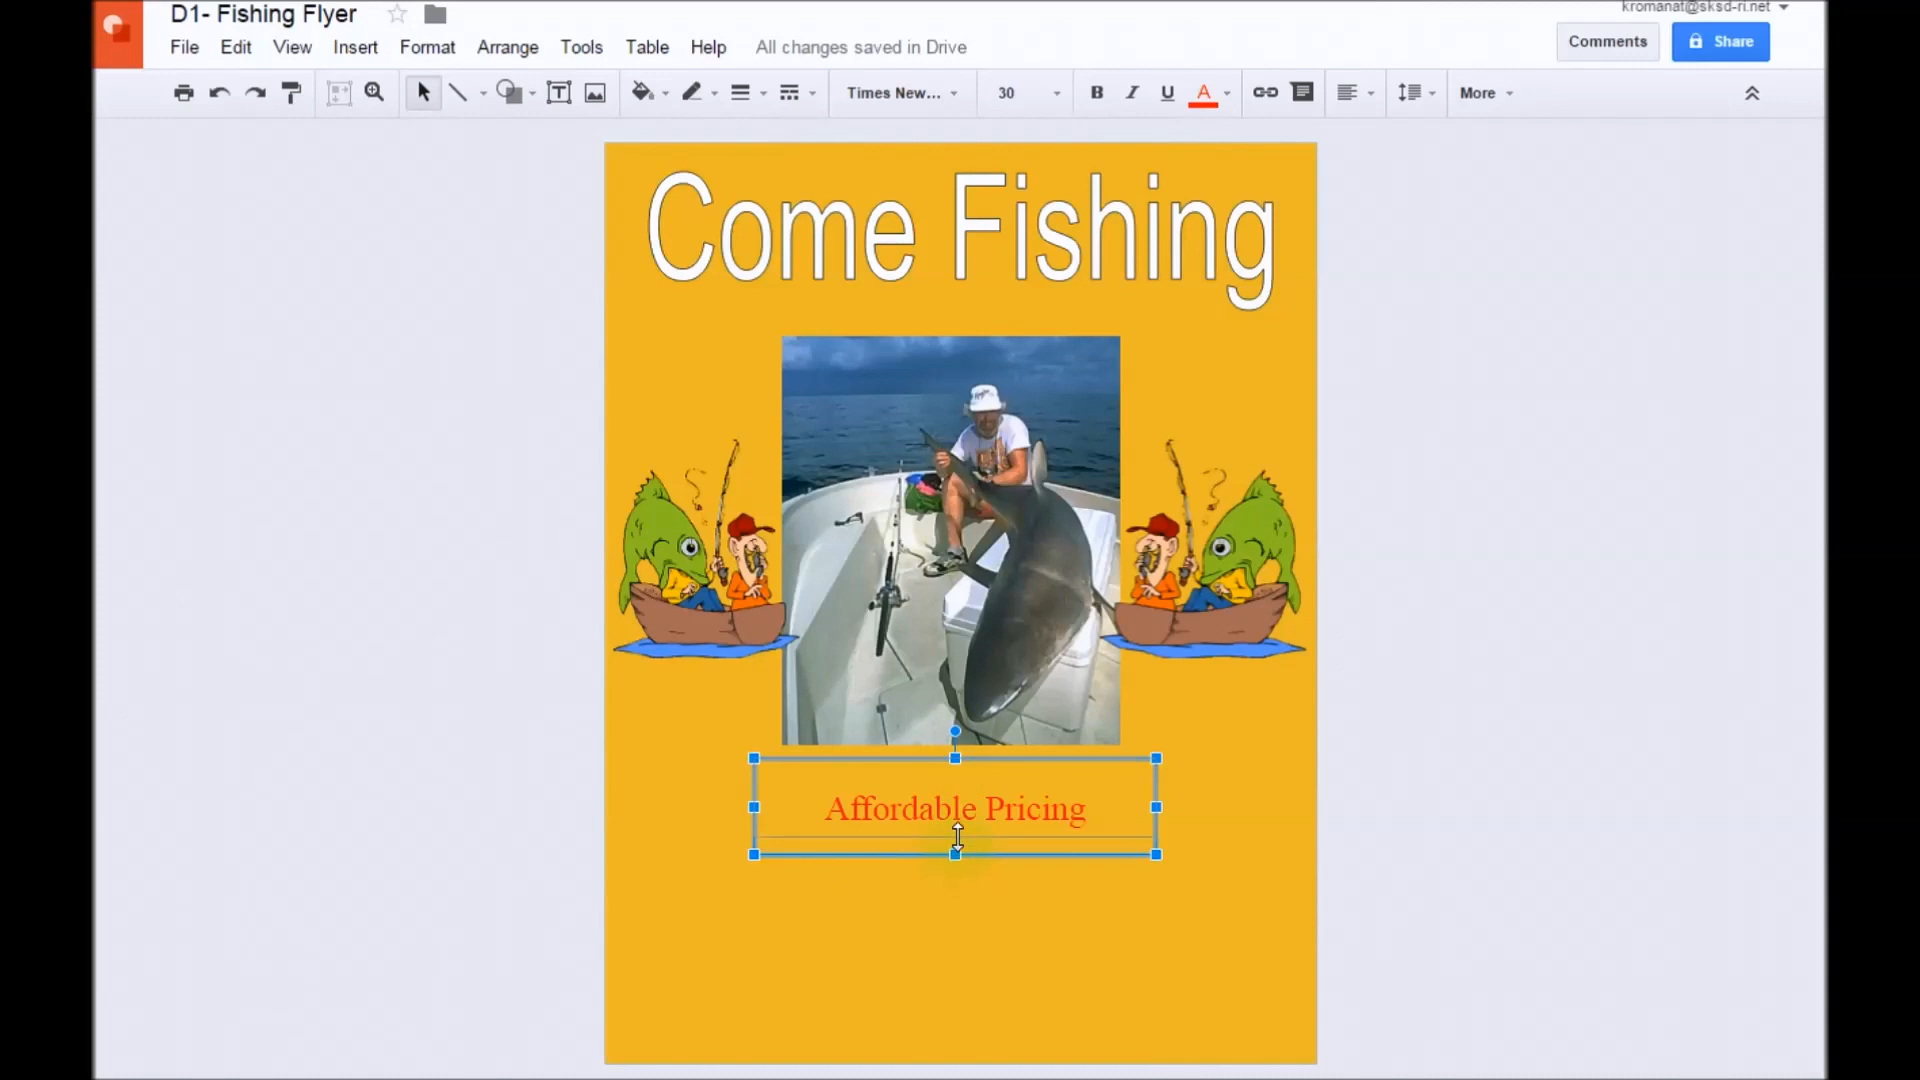 D1- Fishing Flyer
kromanat@sksd-ri.net
File Edit View Insert Format Arrange Tools Table Help All changes saved in Drive
Comments Share
Times New... 30 B I U A More
Come Fishing
Affordable Pricing